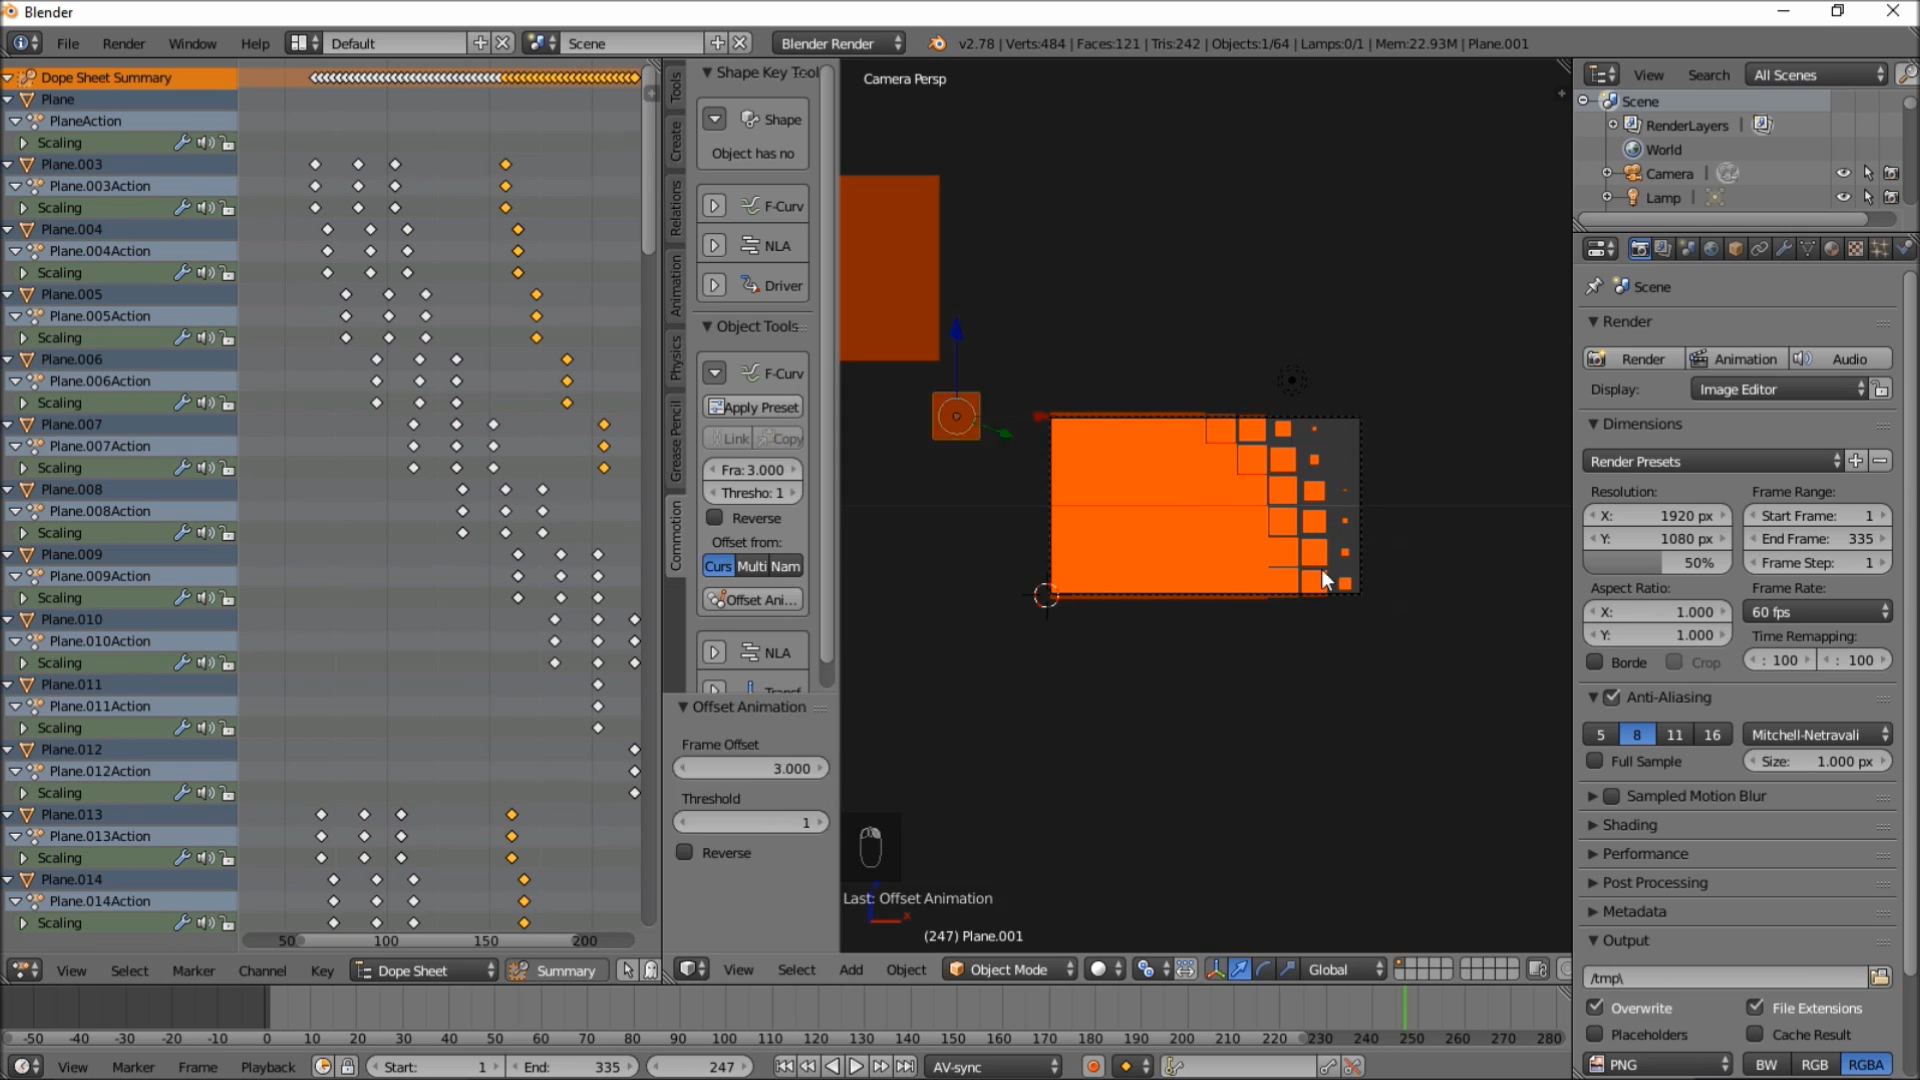 Blender
File Render Window Help Default Scene Blender Render v2.78 | Verts:484 | Faces:121 | Tris:242 | Objects:1/64 | Lamps:0/1 | Mem:22.93M | Plane.001
Dope Sheet Summary
Plane
PlaneAction
Scaling
Plane.003
Plane.003Action
Scaling
Plane.004
Plane.004Action
Scaling
Plane.005
Plane.005Action
Scaling
Plane.006
Plane.006Action
Scaling
Plane.007
Plane.007Action
Scaling
Plane.008
Plane.008Action
Scaling
Plane.009
Plane.009Action
Scaling
Plane.010
Plane.010Action
Scaling
Plane.011
Plane.011Action
Scaling
Plane.012
Plane.012Action
Scaling
Plane.013
Plane.013Action
Scaling
Plane.014
Plane.014Action
Scaling
50 100 150 200
View Select Marker Channel Key Dope Sheet Summary
Tools
Create
Relations
Animation
Physics
Grease Pencil
Commotion
Shape Key Tool
Shape
Object has no
F-Curv
NLA
Driver
Object Tools
F-Curv
Apply Preset
Link Copy
Fra: 3.000
Thresho: 1
Reverse
Offset from:
Curs Multi Nam
Offset Ani...
NLA
Transf
Offset Animation
Frame Offset
3.000
Threshold
1
Reverse
Camera Persp
Last: Offset Animation
x
(247) Plane.001
View Select Add Object Object Mode Global
View Search All Scenes
Scene
RenderLayers |
World
Camera |
Lamp |
Scene
Render
Render Animation Audio
Display: Image Editor
Dimensions
Render Presets
Resolution: Frame Range:
X: 1920 px Start Frame: 1
Y: 1080 px End Frame: 335
50% Frame Step: 1
Aspect Ratio: Frame Rate:
X: 1.000 60 fps
Y: 1.000 Time Remapping:
Borde Crop : 100 : 100
Anti-Aliasing
5 8 11 16 Mitchell-Netravali
Full Sample Size: 1.000 px
Sampled Motion Blur
Shading
Performance
Post Processing
Metadata
Output
/tmp\
Overwrite File Extensions
Placeholders Cache Result
PNG BW RGB RGBA
-50 -40 -30 -20 -10 0 10 20 30 40 50 60 70 80 90 100 110 120 130 140 150 160 170 180 190 200 210 220 230 240 250 260 270 280
View Marker Frame Playback Start: 1 End: 335 247 AV-sync